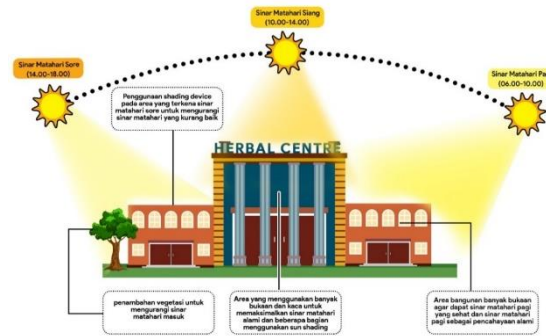 Sinar Matahari Siang
(10.00-14.00)
Sinar Matahari Sore
(14.00-18.00)
Sinar Matahari Pa
(06.00-10.00)
Penggunaan shading device
pada area yang terkena sinar
matahari sore untuk mengurangi
sinar matahari yang kurang baik
HERBAL CENTRE
penambahan vegetasi untuk
mengurangi sinar
matahari masuk
Area yang menggunakan banyak
bukaan dan kaca untuk
memaksimalkan sinar matahari
alami dan beberapa bagian
menggunakan sun shading
Area bangunan banyak bukaan
agar dapat sinar matahari pagi
yang sehat dan sinar matahari
pagi sebagai pencahayaan alami